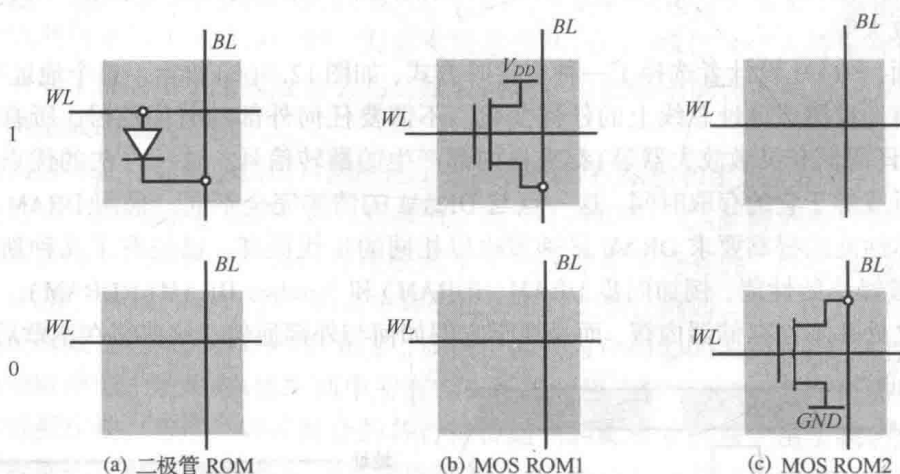 BL
BL
BL
WL
V_DD
WL
WL
1
BL
BL
BL
WL
WL
WL
0
GND
(a) 二极管 ROM
(b) MOS ROM1
(c) MOS ROM2